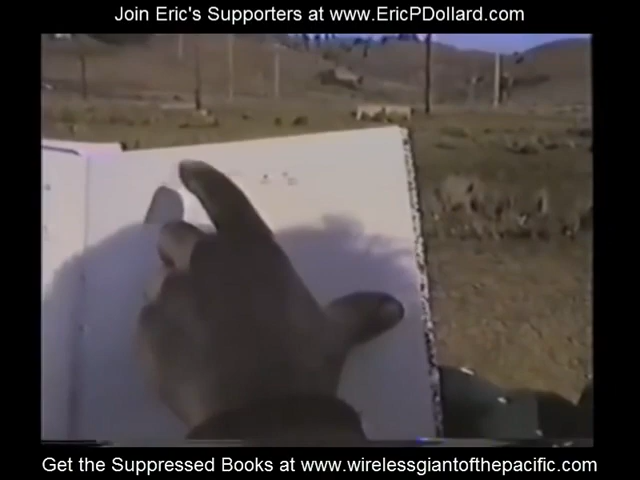 Join Eric's Supporters at www.EricPDollard.com
Get the Suppressed Books at www.wirelessgiantofthepacific.com